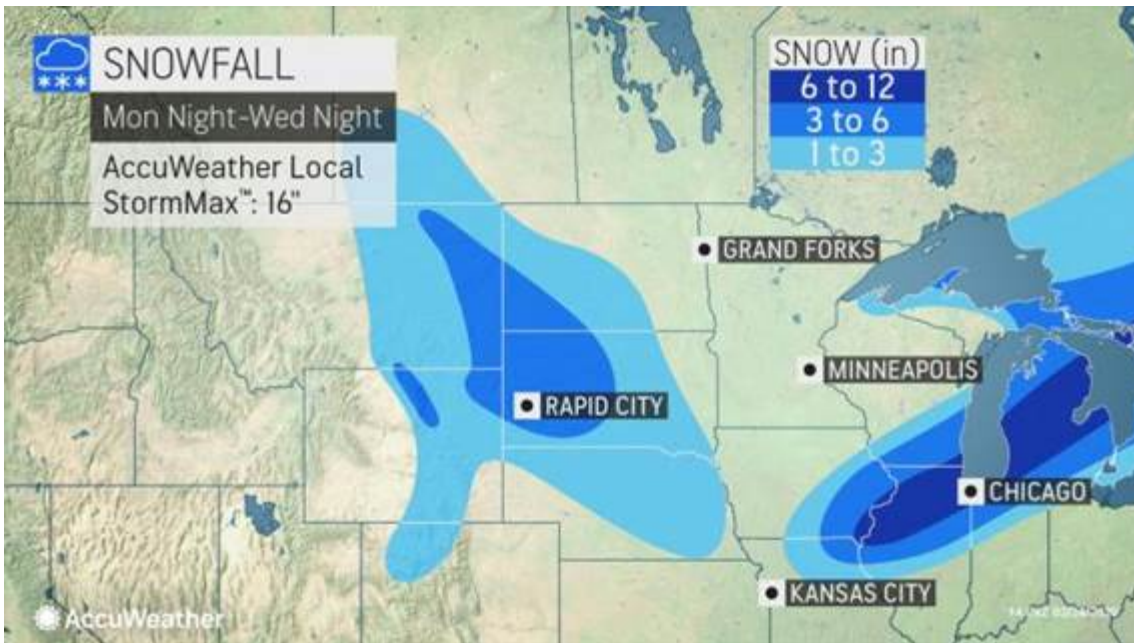 SNOWFALL
Mon Night-Wed Night
AccuWeather Local
StormMax™: 16"
SNOW (in)
6 to 12
3 to 6
1 to 3
GRAND FORKS
MINNEAPOLIS
RAPID CITY
CHICAGO
KANSAS CITY
AccuWeather